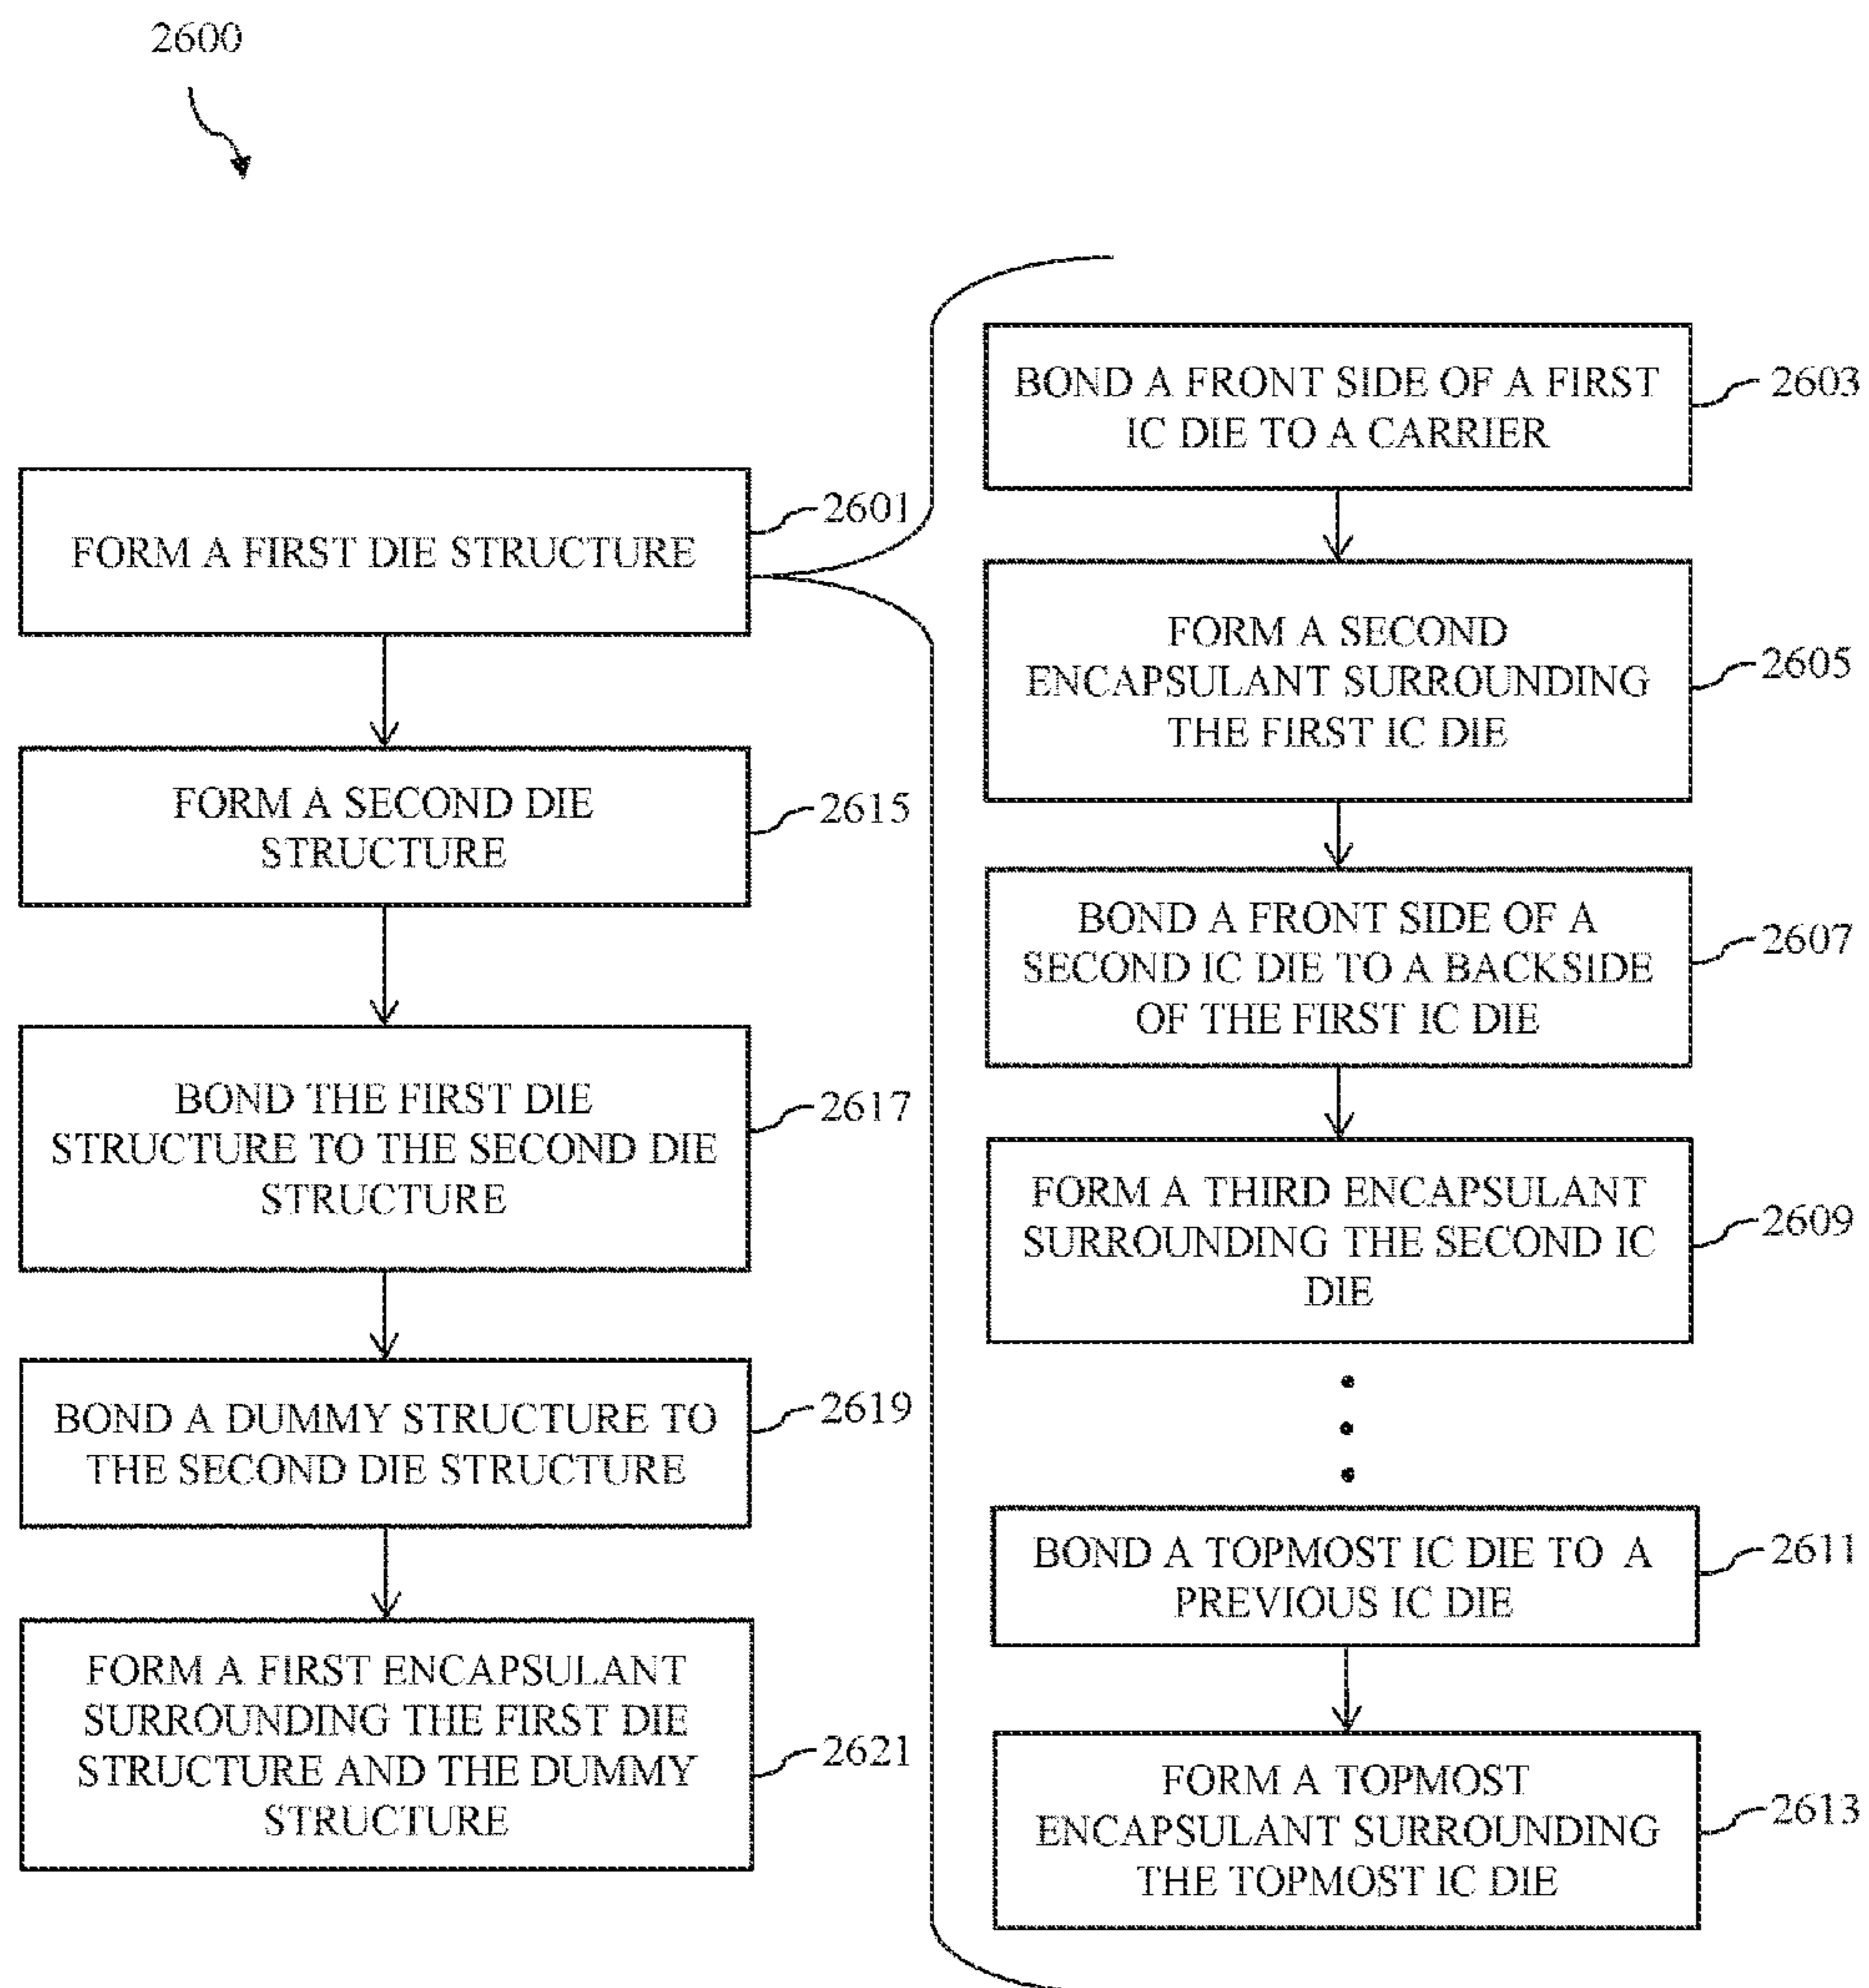 2600
FORM A FIRST DIE STRUCTURE
2601
FORM A SECOND DIE
STRUCTURE
2615
BOND THE FIRST DIE
STRUCTURE TO THE SECOND DIE
STRUCTURE
2617
BOND A DUMMY STRUCTURE TO
THE SECOND DIE STRUCTURE
2619
FORM A FIRST ENCAPSULANT
SURROUNDING THE FIRST DIE
STRUCTURE AND THE DUMMY
STRUCTURE
2621
BOND A FRONT SIDE OF A FIRST
IC DIE TO A CARRIER
2603
FORM A SECOND
ENCAPSULANT SURROUNDING
THE FIRST IC DIE
2605
BOND A FRONT SIDE OF A
SECOND IC DIE TO A BACKSIDE
OF THE FIRST IC DIE
2607
FORM A THIRD ENCAPSULANT
SURROUNDING THE SECOND IC
DIE
2609
BOND A TOPMOST IC DIE TO A
PREVIOUS IC DIE
2611
FORM A TOPMOST
ENCAPSULANT SURROUNDING
THE TOPMOST IC DIE
2613